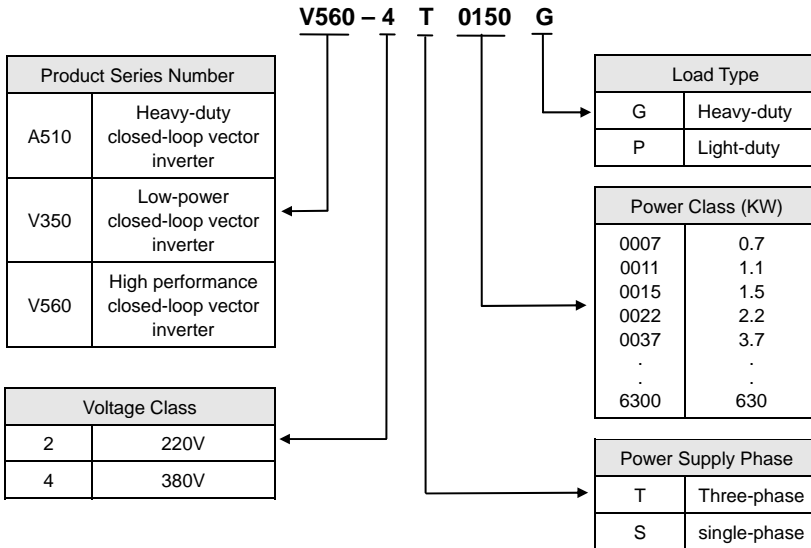 V560 – 4 T 0150 G
Product Series Number
A510 Heavy-duty
closed-loop vector
inverter
V350 Low-power
closed-loop vector
inverter
V560 High performance
closed-loop vector
inverter
Voltage Class
2 220V
4 380V
Load Type
G Heavy-duty
P Light-duty
Power Class (KW)
0007 0.7
0011 1.1
0015 1.5
0022 2.2
0037 3.7
. .
. .
6300 630
Power Supply Phase
T Three-phase
S single-phase